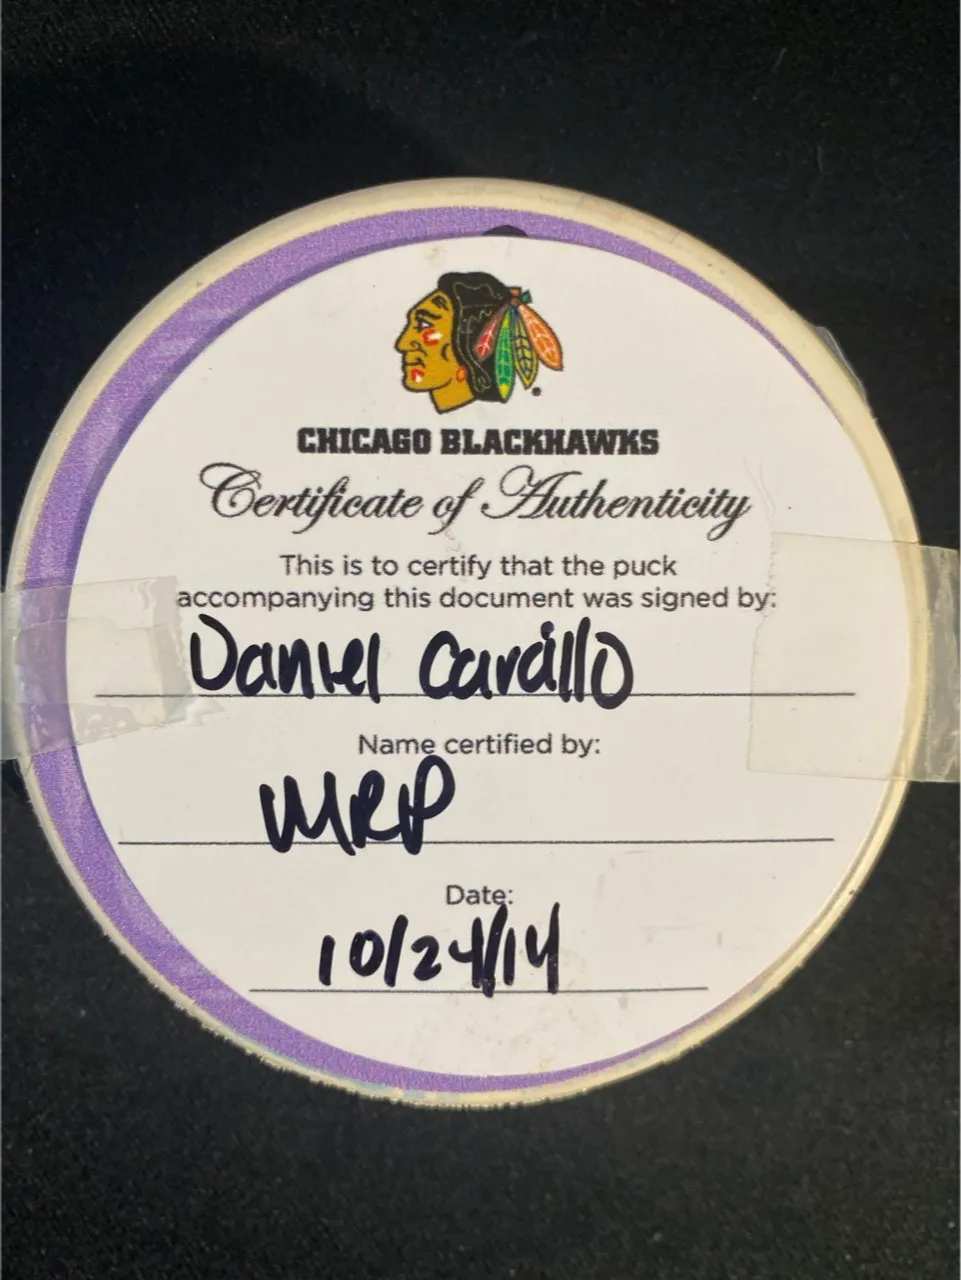 CHICAGO BLACKHAWKS
Certificate of Authenticity
This is to certify that the puck
accompanying this document was signed by:
Daniel Carcillo
Name certified by:
MRP
Date:
10/24/14